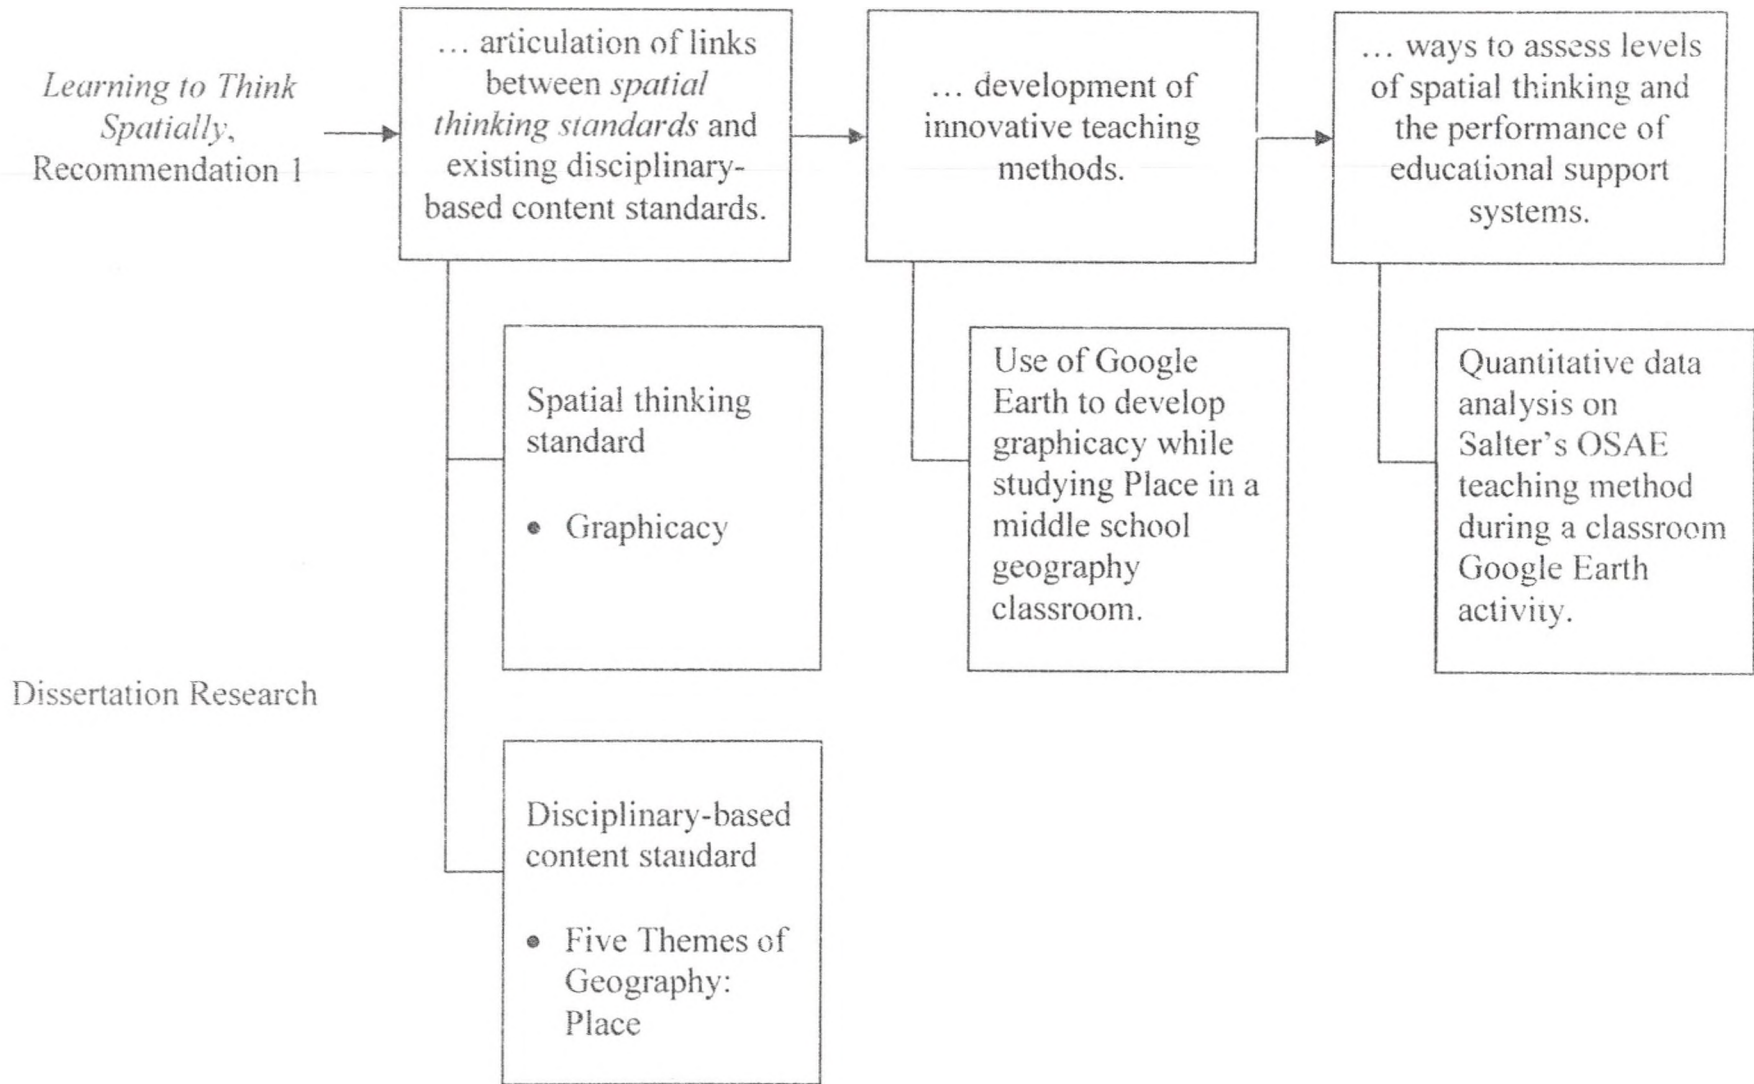 Learning to Think
Spatially,
Recommendation 1
… articulation of links
between spatial
thinking standards and
existing disciplinary-
based content standards.
… development of
innovative teaching
methods.
… ways to assess levels
of spatial thinking and
the performance of
educational support
systems.
Dissertation Research
Spatial thinking
standard
• Graphicacy
Disciplinary-based
content standard
• Five Themes of
Geography:
Place
Use of Google
Earth to develop
graphicacy while
studying Place in a
middle school
geography
classroom.
Quantitative data
analysis on
Salter's OSAE
teaching method
during a classroom
Google Earth
activity.